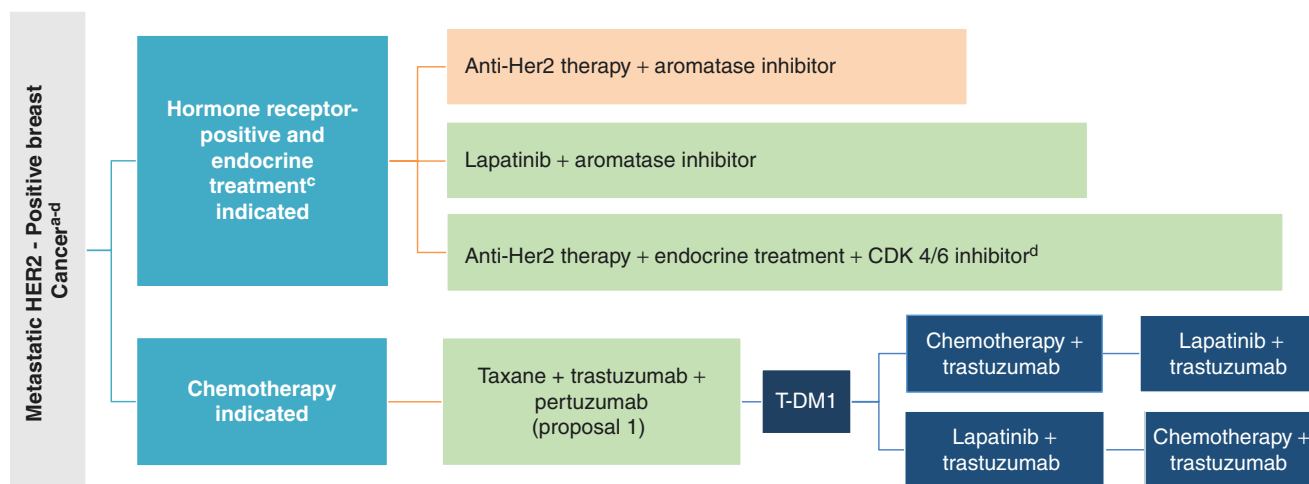 Metastatic HER2 - Positive breast
Cancerᵃ⁻ᵈ
Hormone receptor-
positive and
endocrine
treatmentᶜ
indicated
Anti-Her2 therapy + aromatase inhibitor
Lapatinib + aromatase inhibitor
Anti-Her2 therapy + endocrine treatment + CDK 4/6 inhibitorᵈ
Chemotherapy
indicated
Taxane + trastuzumab +
pertuzumab
(proposal 1)
T-DM1
Chemotherapy +
trastuzumab
Lapatinib +
trastuzumab
Lapatinib +
trastuzumab
Chemotherapy +
trastuzumab